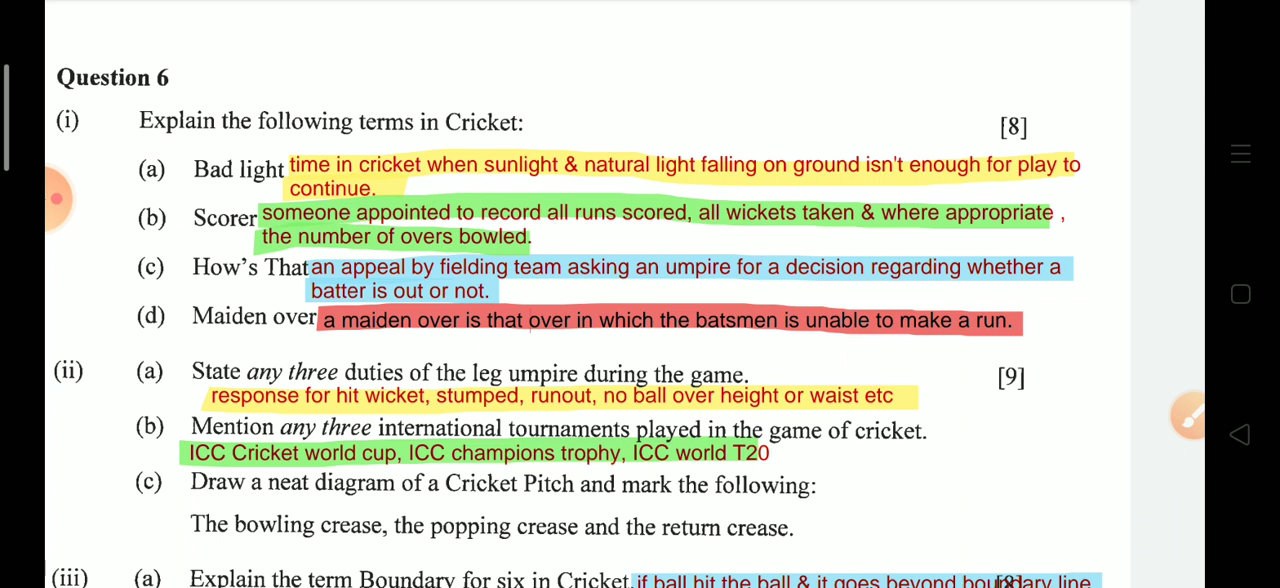 Question 6
(i) Explain the following terms in Cricket: [8]
(a) Bad light time in cricket when sunlight & natural light falling on ground isn't enough for play to
continue.
(b) Scorer someone appointed to record all runs scored, all wickets taken & where appropriate ,
the number of overs bowled.
(c) How's That an appeal by fielding team asking an umpire for a decision regarding whether a
batter is out or not.
(d) Maiden over a maiden over is that over in which the batsmen is unable to make a run.
(ii) (a) State any three duties of the leg umpire during the game. [9]
response for hit wicket, stumped, runout, no ball over height or waist etc
(b) Mention any three international tournaments played in the game of cricket.
ICC Cricket world cup, ICC champions trophy, ICC world T20
(c) Draw a neat diagram of a Cricket Pitch and mark the following:
The bowling crease, the popping crease and the return crease.
(iii) (a) Explain the term Boundary for six in Cricket. if ball hit the ball & it goes beyond boundary line